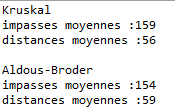 Kruskal
impasses moyennes :159
distances moyennes :56
Aldous-Broder
impasses moyennes :154
distances moyennes :59